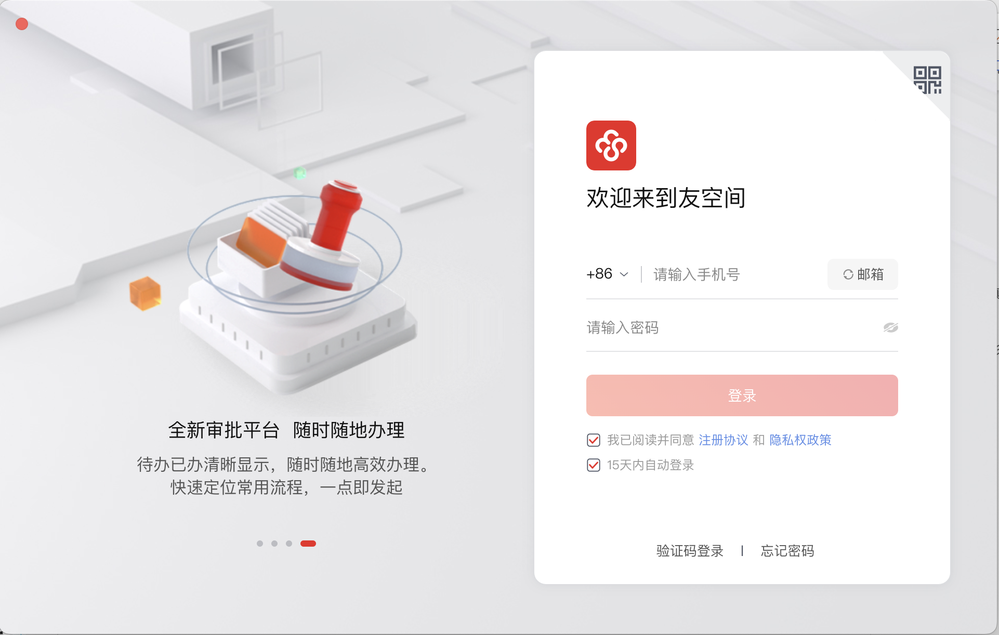 全新审批平台 随时随地办理
待办已办清晰显示，随时随地高效办理。
快速定位常用流程，一点即发起
欢迎来到友空间
+86 请输入手机号 邮箱
请输入密码
登录
我已阅读并同意 注册协议 和 隐私权政策
15天内自动登录
验证码登录 | 忘记密码